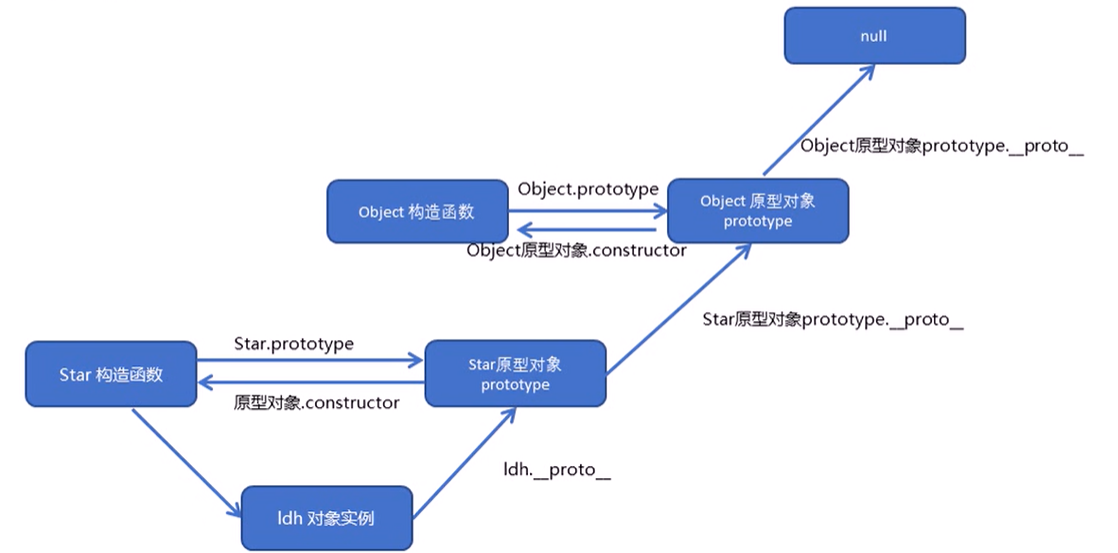 null
Object原型对象prototype.__proto__
Object.prototype
Object 构造函数
Object 原型对象
prototype
Object原型对象.constructor
Star原型对象prototype.__proto__
Star.prototype
Star 构造函数
Star原型对象
prototype
原型对象.constructor
ldh.__proto__
ldh 对象实例